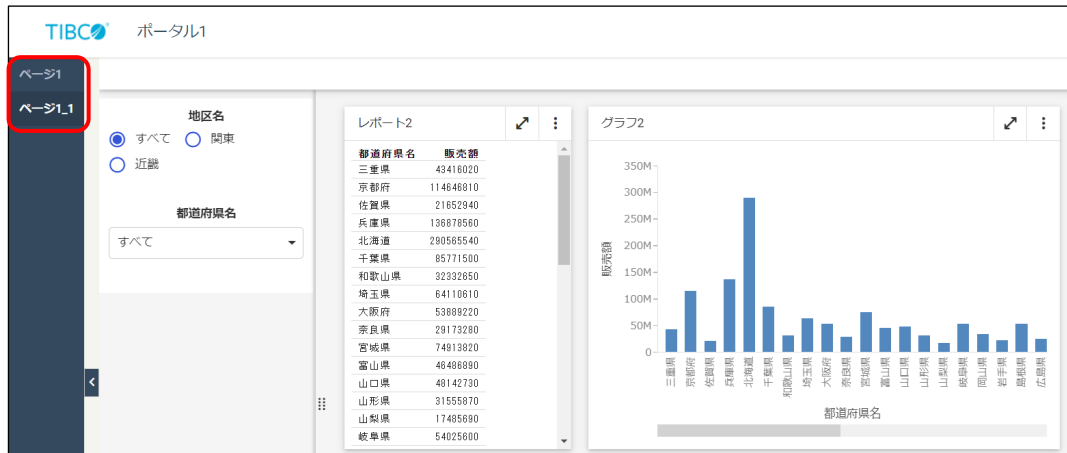 TIBCO ポータル1
ページ1
ページ1_1
地区名
すべて 関東
近畿
都道府県名
すべて
レポート2
都道府県名 販売額
三重県 43416020
京都府 114646810
佐賀県 21652940
兵庫県 136878560
北海道 290565540
千葉県 85771500
和歌山県 32332650
埼玉県 64110610
大阪府 53889220
奈良県 29173280
宮城県 74913820
富山県 46486890
山口県 48142730
山形県 31555870
山梨県 17485690
岐阜県 54025600
グラフ2
350M
300M
250M
200M
150M
100M
50M
0
販売額
三重県
京都府
佐賀県
兵庫県
北海道
千葉県
和歌山県
埼玉県
大阪府
奈良県
宮城県
富山県
山口県
山形県
山梨県
岐阜県
岡山県
岩手県
島根県
広島県
都道府県名